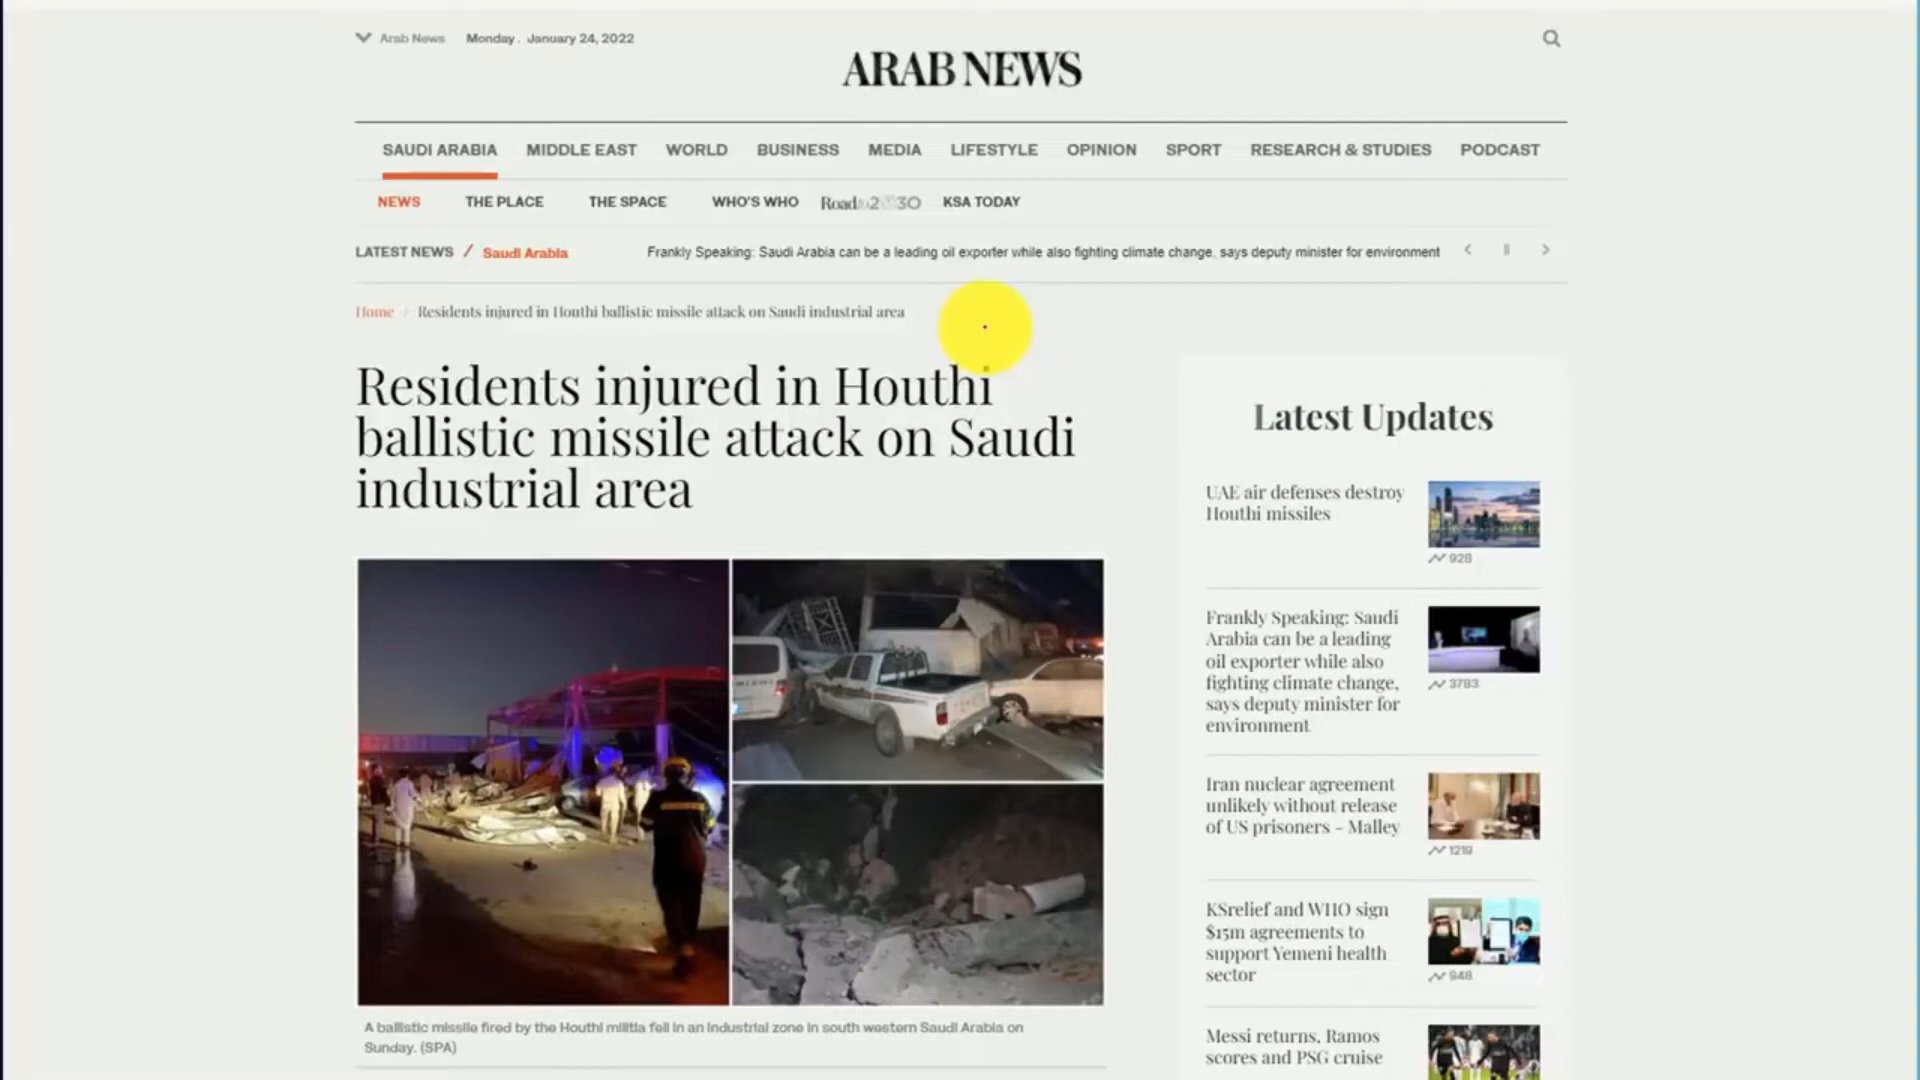 Arab News Monday . January 24, 2022
ARAB NEWS
SAUDI ARABIA MIDDLE EAST WORLD BUSINESS MEDIA LIFESTYLE OPINION SPORT RESEARCH & STUDIES PODCAST
NEWS THE PLACE THE SPACE WHO'S WHO Road to 2030 KSA TODAY
LATEST NEWS / Saudi Arabia Frankly Speaking: Saudi Arabia can be a leading oil exporter while also fighting climate change, says deputy minister for environment
Home / Residents injured in Houthi ballistic missile attack on Saudi industrial area
Residents injured in Houthi
ballistic missile attack on Saudi
industrial area
A ballistic missile fired by the Houthi militia fell in an industrial zone in south western Saudi Arabia on
Sunday. (SPA)
Latest Updates
UAE air defenses destroy
Houthi missiles
928
Frankly Speaking: Saudi
Arabia can be a leading
oil exporter while also
fighting climate change,
says deputy minister for
environment
3783
Iran nuclear agreement
unlikely without release
of US prisoners – Malley
1219
KSrelief and WHO sign
$15m agreements to
support Yemeni health
sector
948
Messi returns, Ramos
scores and PSG cruise